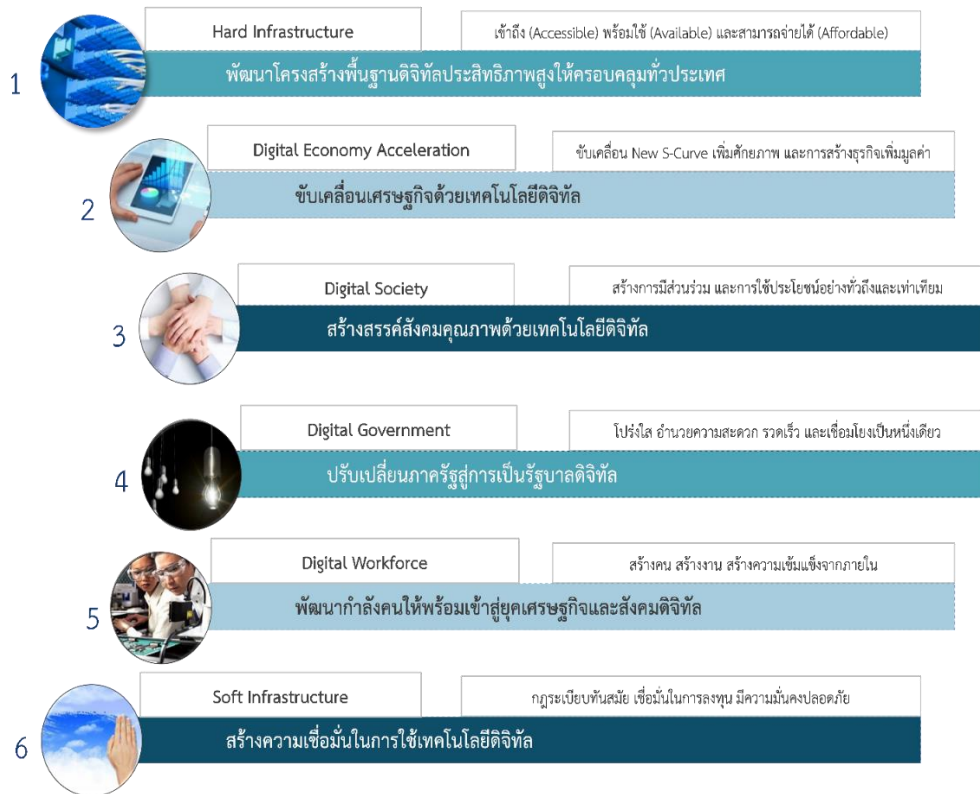 1
Hard Infrastructure
เข้าถึง (Accessible) พร้อมใช้ (Available) และสามารถจ่ายได้ (Affordable)
พัฒนาโครงสร้างพื้นฐานดิจิทัลประสิทธิภาพสูงให้ครอบคลุมทั่วประเทศ
2
Digital Economy Acceleration
ขับเคลื่อน New S-Curve เพิ่มศักยภาพ และการสร้างธุรกิจเพิ่มมูลค่า
ขับเคลื่อนเศรษฐกิจด้วยเทคโนโลยีดิจิทัล
3
Digital Society
สร้างการมีส่วนร่วม และการใช้ประโยชน์อย่างทั่วถึงและเท่าเทียม
สร้างสรรค์สังคมคุณภาพด้วยเทคโนโลยีดิจิทัล
4
Digital Government
โปร่งใส อำนวยความสะดวก รวดเร็ว และเชื่อมโยงเป็นหนึ่งเดียว
ปรับเปลี่ยนภาครัฐสู่การเป็นรัฐบาลดิจิทัล
5
Digital Workforce
สร้างคน สร้างงาน สร้างความเข้มแข็งจากภายใน
พัฒนากำลังคนให้พร้อมเข้าสู่ยุคเศรษฐกิจและสังคมดิจิทัล
6
Soft Infrastructure
กฎระเบียบทันสมัย เชื่อมั่นในการลงทุน มีความมั่นคงปลอดภัย
สร้างความเชื่อมั่นในการใช้เทคโนโลยีดิจิทัล